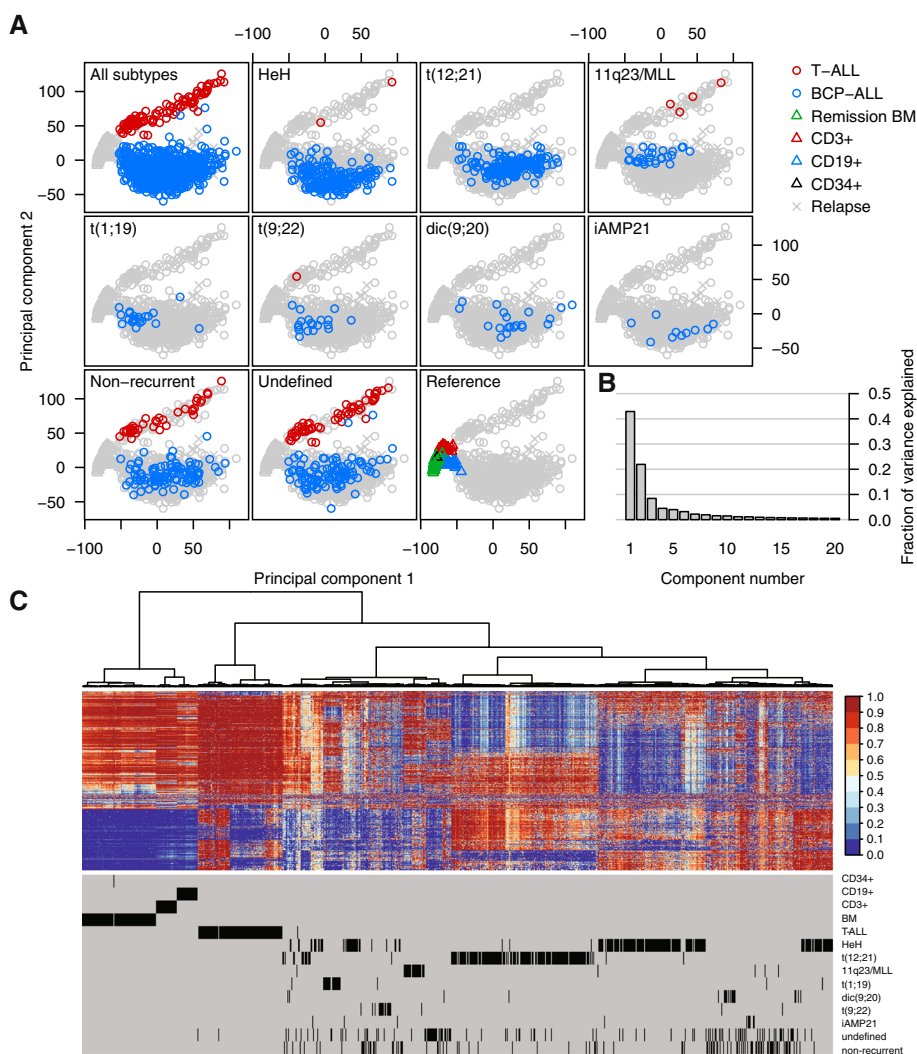 A
−100 0 50
−100 0 50
All subtypes
HeH
t(12;21)
11q23/MLL
T−ALL
BCP−ALL
Remission BM
CD3+
CD19+
CD34+
Relapse
100
50
0
−50
t(1;19)
t(9;22)
dic(9;20)
iAMP21
100
50
0
−50
Principal component 2
Non−recurrent
Undefined
Reference
100
50
0
−50
−100 0 50
−100 0 50
Principal component 1
B
0.5
0.4
0.3
0.2
0.1
0.0
Fraction of variance explained
1 5 10 15 20
Component number
C
1.0
0.9
0.8
0.7
0.6
0.5
0.4
0.3
0.2
0.1
0.0
CD34+
CD19+
CD3+
BM
T-ALL
HeH
t(12;21)
11q23/MLL
t(1;19)
dic(9;20)
t(9;22)
iAMP21
undefined
non-recurrent